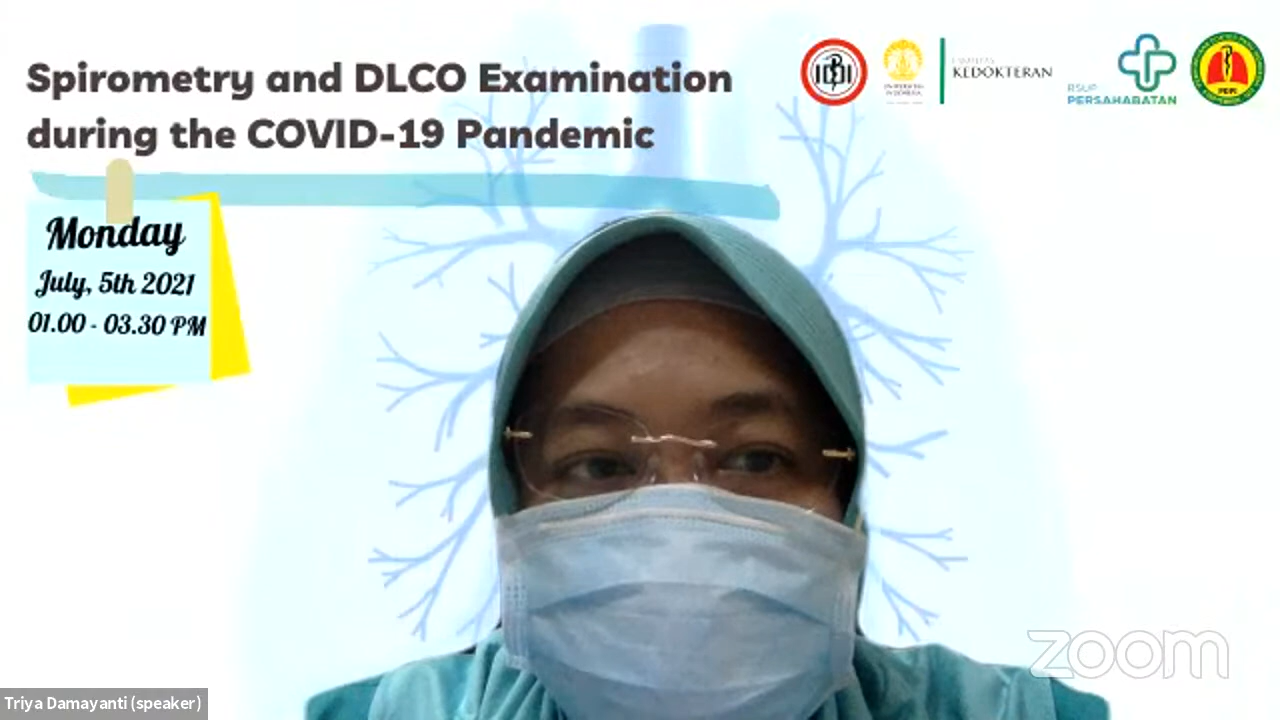 Spirometry and DLCO Examination
during the COVID-19 Pandemic
KEDOKTERAN
RSUP
PERSAHABATAN
Monday
July, 5th 2021
01.00 - 03.30 PM
zoom
Triya Damayanti (speaker)